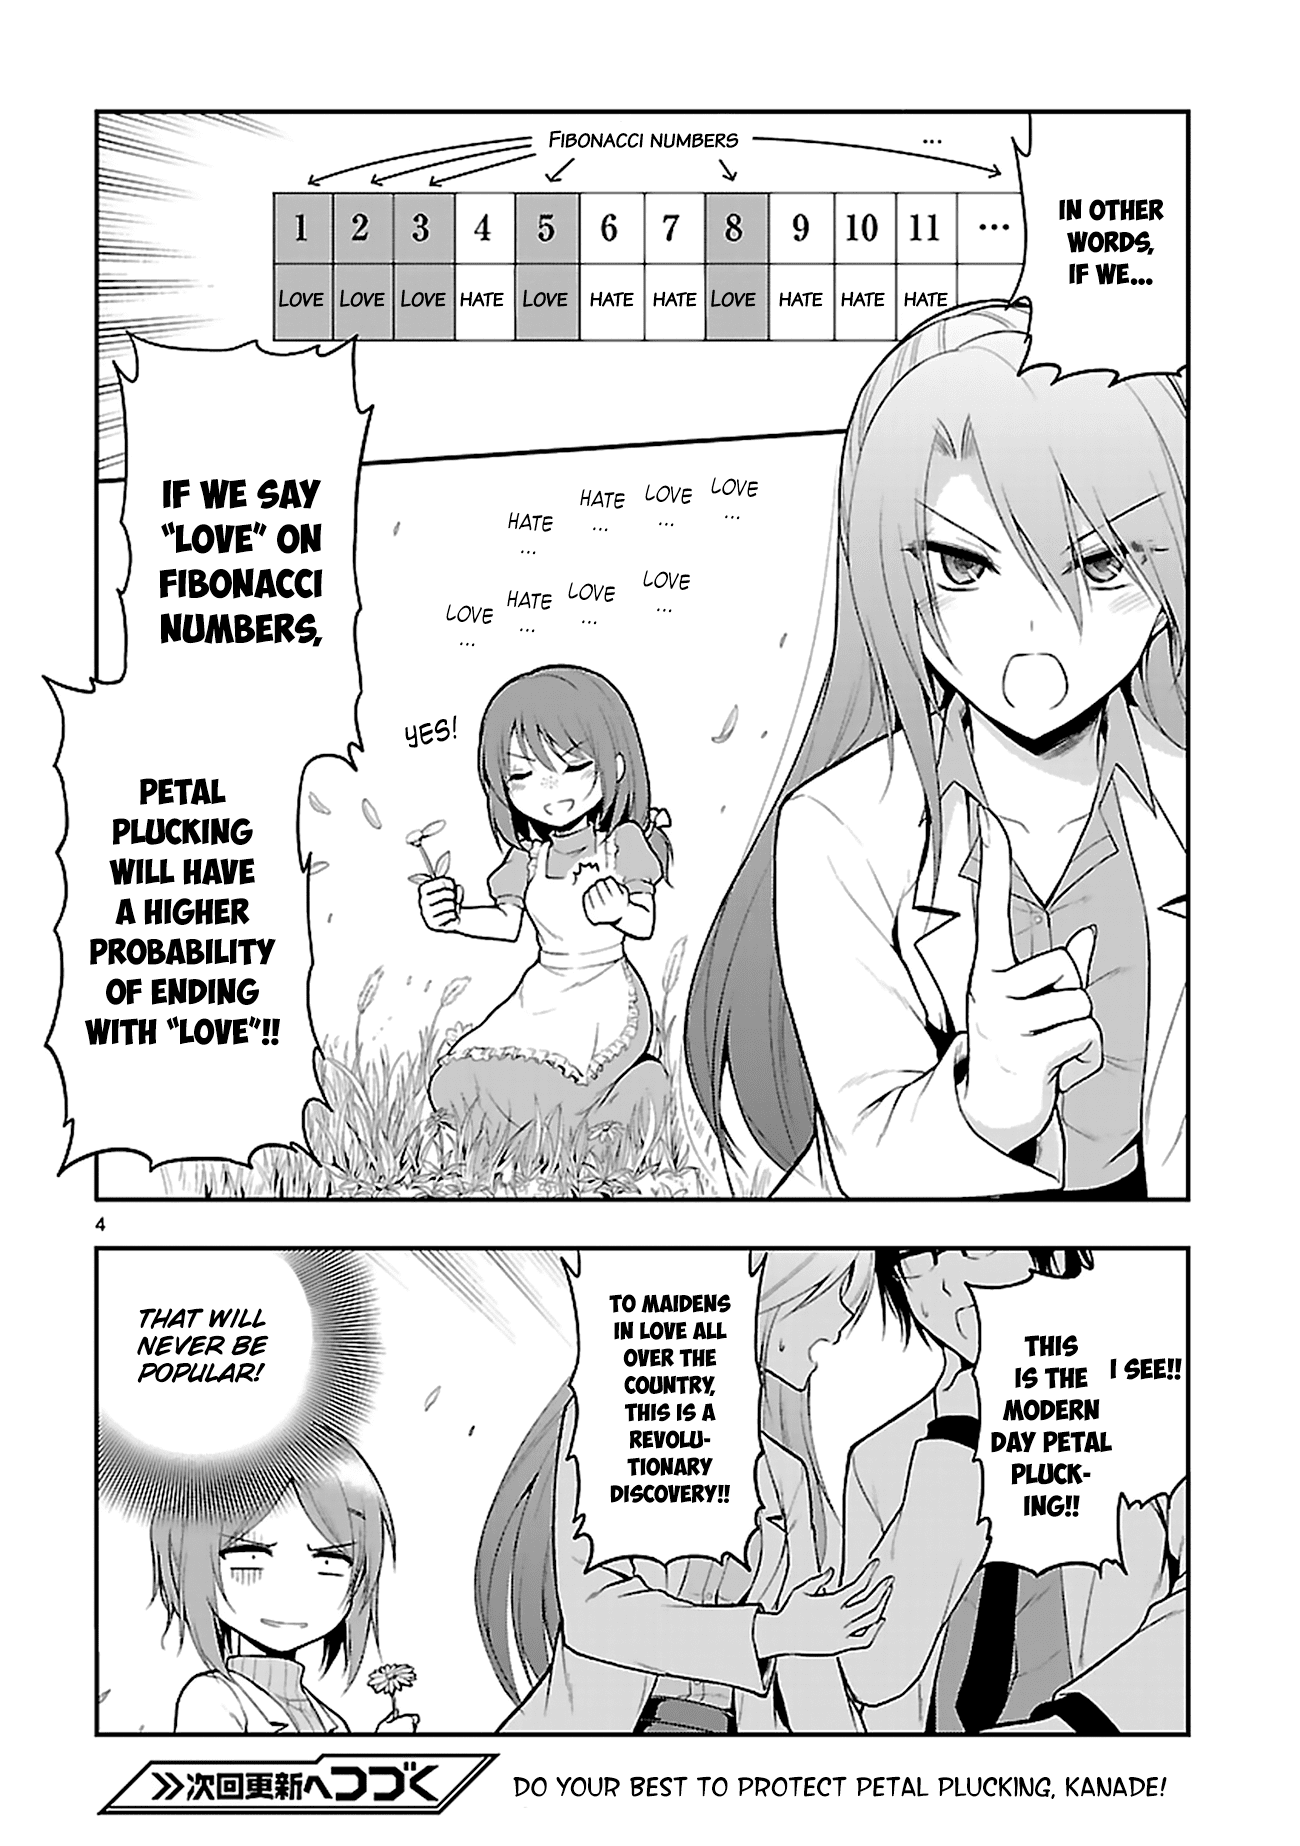 IN OTHER
WORDS,
IF WE...
FIBONACCI NUMBERS
...
1 2 3 4 5 6 7 8 9 10 11 ...
LOVE LOVE LOVE HATE LOVE HATE HATE LOVE HATE HATE HATE
IF WE SAY
"LOVE" ON
FIBONACCI
NUMBERS,
LOVE
...
LOVE
...
HATE
...
HATE
...
LOVE
...
LOVE
...
HATE
...
LOVE
...
YES!
PETAL
PLUCKING
WILL HAVE
A HIGHER
PROBABILITY
OF ENDING
WITH "LOVE"!!
4
I SEE!!
THIS
IS THE
MODERN
DAY PETAL
PLUCK-
ING!!
TO MAIDENS
IN LOVE ALL
OVER THE
COUNTRY,
THIS IS A
REVOLU-
TIONARY
DISCOVERY!!
THAT WILL
NEVER BE
POPULAR!
次回更新へつづく
DO YOUR BEST TO PROTECT PETAL PLUCKING, KANADE!